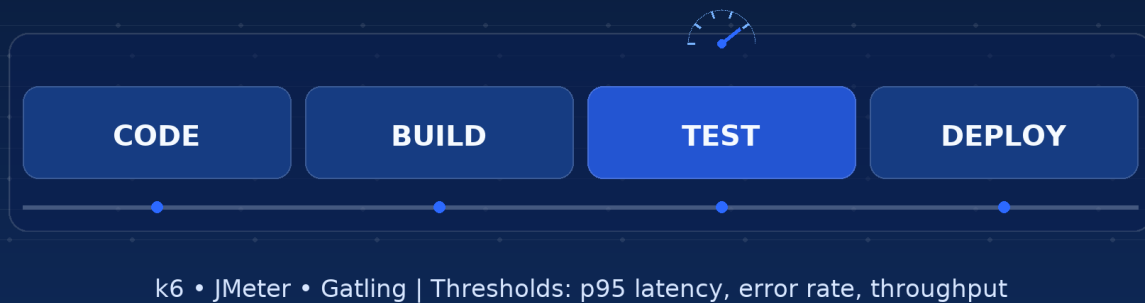 CODE
BUILD
TEST
DEPLOY
k6 • JMeter • Gatling | Thresholds: p95 latency, error rate, throughput